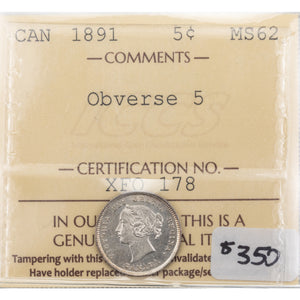 CAN 1891 5¢ MS62
COMMENTS
Obverse 5
ICCS
CERTIFICATION NO.
XFO 178
IN OU THIS IS A
GENU AL IT
Tampering with this invalidate
Have holder replace package/se
$350